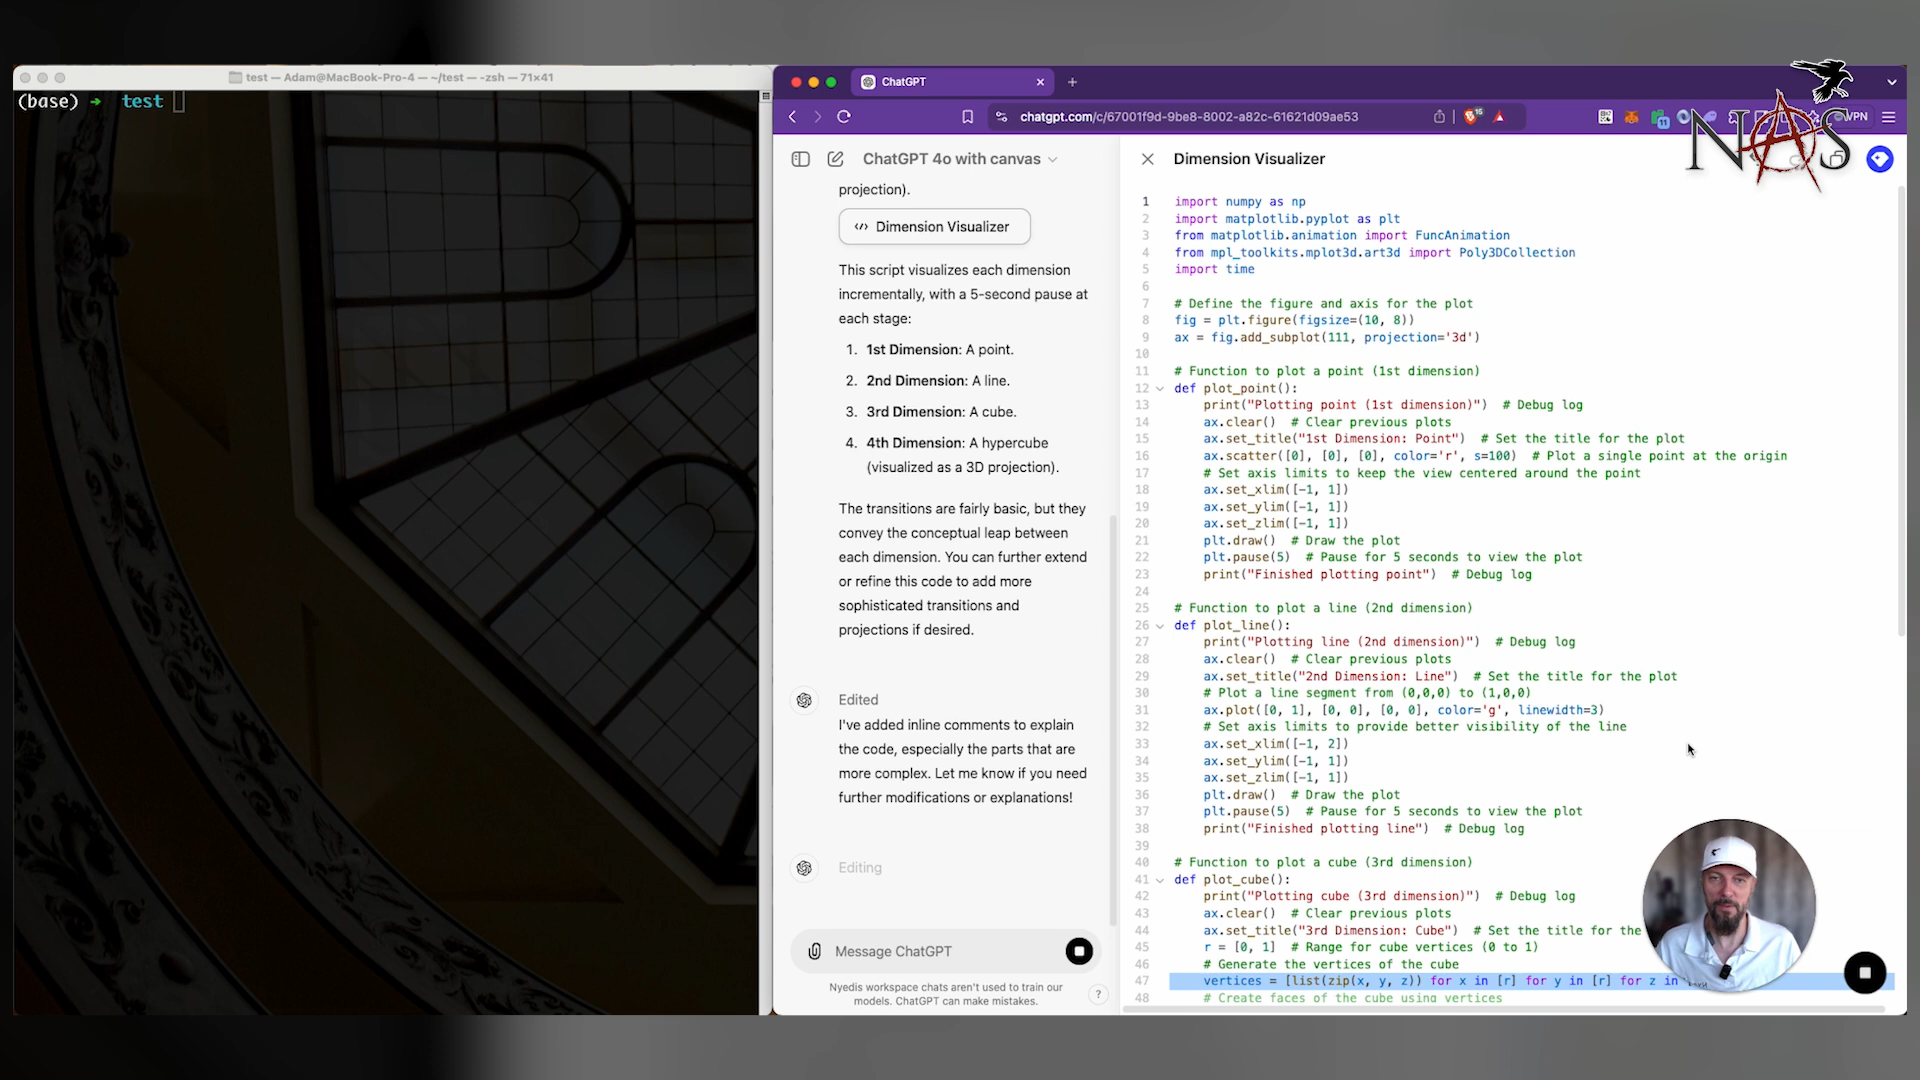 test — Adam@MacBook-Pro-4 — ~/test — -zsh — 71×41
(base) ➜ test
ChatGPT
chatgpt.com/c/67001f9d-9be8-8002-a82c-61621d09ae53
VPN
NAS
ChatGPT 4o with canvas
projection).
Dimension Visualizer
This script visualizes each dimension
incrementally, with a 5-second pause at
each stage:
1. 1st Dimension: A point.
2. 2nd Dimension: A line.
3. 3rd Dimension: A cube.
4. 4th Dimension: A hypercube
(visualized as a 3D projection).
The transitions are fairly basic, but they
convey the conceptual leap between
each dimension. You can further extend
or refine this code to add more
sophisticated transitions and
projections if desired.
Edited
I've added inline comments to explain
the code, especially the parts that are
more complex. Let me know if you need
further modifications or explanations!
Editing
Message ChatGPT
Nyedis workspace chats aren't used to train our
models. ChatGPT can make mistakes.
?
Dimension Visualizer
1 import numpy as np
2 import matplotlib.pyplot as plt
3 from matplotlib.animation import FuncAnimation
4 from mpl_toolkits.mplot3d.art3d import Poly3DCollection
5 import time
6
7 # Define the figure and axis for the plot
8 fig = plt.figure(figsize=(10, 8))
9 ax = fig.add_subplot(111, projection='3d')
10
11 # Function to plot a point (1st dimension)
12 def plot_point():
13 print("Plotting point (1st dimension)") # Debug log
14 ax.clear() # Clear previous plots
15 ax.set_title("1st Dimension: Point") # Set the title for the plot
16 ax.scatter([0], [0], [0], color='r', s=100) # Plot a single point at the origin
17 # Set axis limits to keep the view centered around the point
18 ax.set_xlim([-1, 1])
19 ax.set_ylim([-1, 1])
20 ax.set_zlim([-1, 1])
21 plt.draw() # Draw the plot
22 plt.pause(5) # Pause for 5 seconds to view the plot
23 print("Finished plotting point") # Debug log
24
25 # Function to plot a line (2nd dimension)
26 def plot_line():
27 print("Plotting line (2nd dimension)") # Debug log
28 ax.clear() # Clear previous plots
29 ax.set_title("2nd Dimension: Line") # Set the title for the plot
30 # Plot a line segment from (0,0,0) to (1,0,0)
31 ax.plot([0, 1], [0, 0], [0, 0], color='g', linewidth=3)
32 # Set axis limits to provide better visibility of the line
33 ax.set_xlim([-1, 2])
34 ax.set_ylim([-1, 1])
35 ax.set_zlim([-1, 1])
36 plt.draw() # Draw the plot
37 plt.pause(5) # Pause for 5 seconds to view the plot
38 print("Finished plotting line") # Debug log
39
40 # Function to plot a cube (3rd dimension)
41 def plot_cube():
42 print("Plotting cube (3rd dimension)") # Debug log
43 ax.clear() # Clear previous plots
44 ax.set_title("3rd Dimension: Cube") # Set the title for the
45 r = [0, 1] # Range for cube vertices (0 to 1)
46 # Generate the vertices of the cube
47 vertices = [list(zip(x, y, z)) for x in [r] for y in [r] for z in
48 # Create faces of the cube using vertices